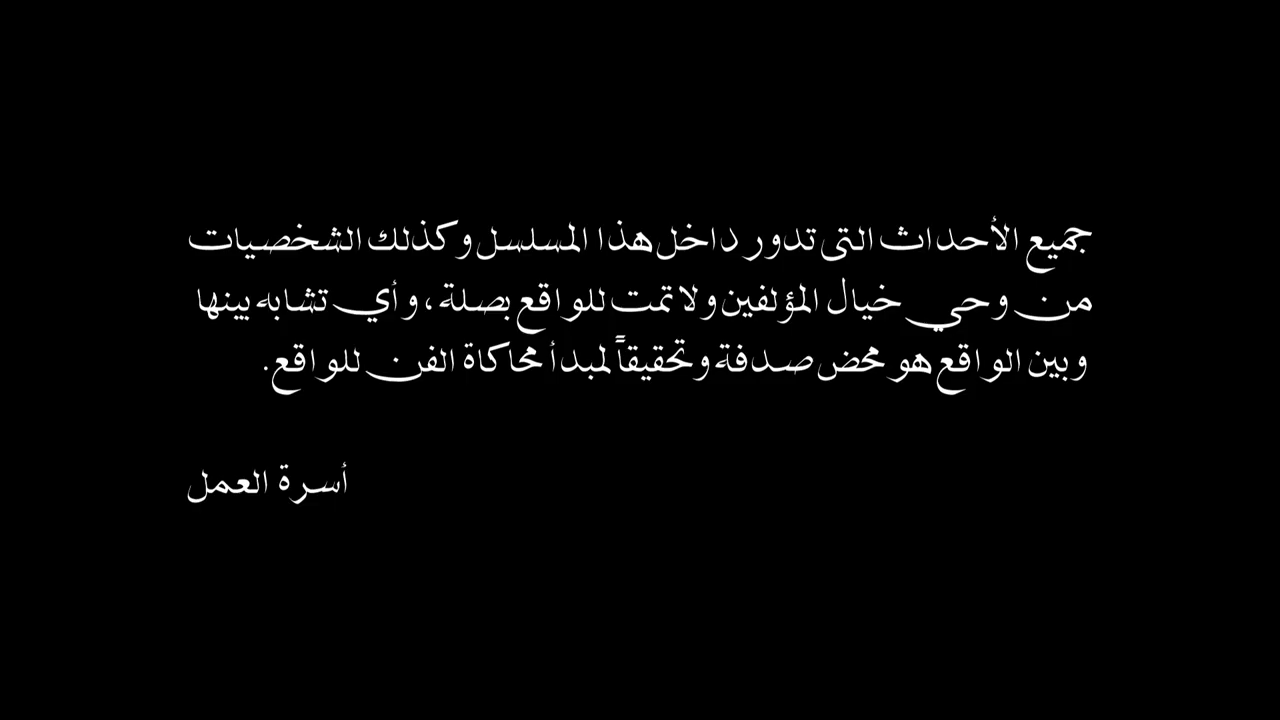 جميع الأحداث التى تدور داخل هذا المسلسل وكذلك الشخصيات
من وحي خيال المؤلفين ولا تمت للواقع بصلة، وأي تشابه بينها
وبين الواقع هو محض صدفة وتحقيقاً لمبدأ محاكاة الفن للواقع.
أسرة العمل